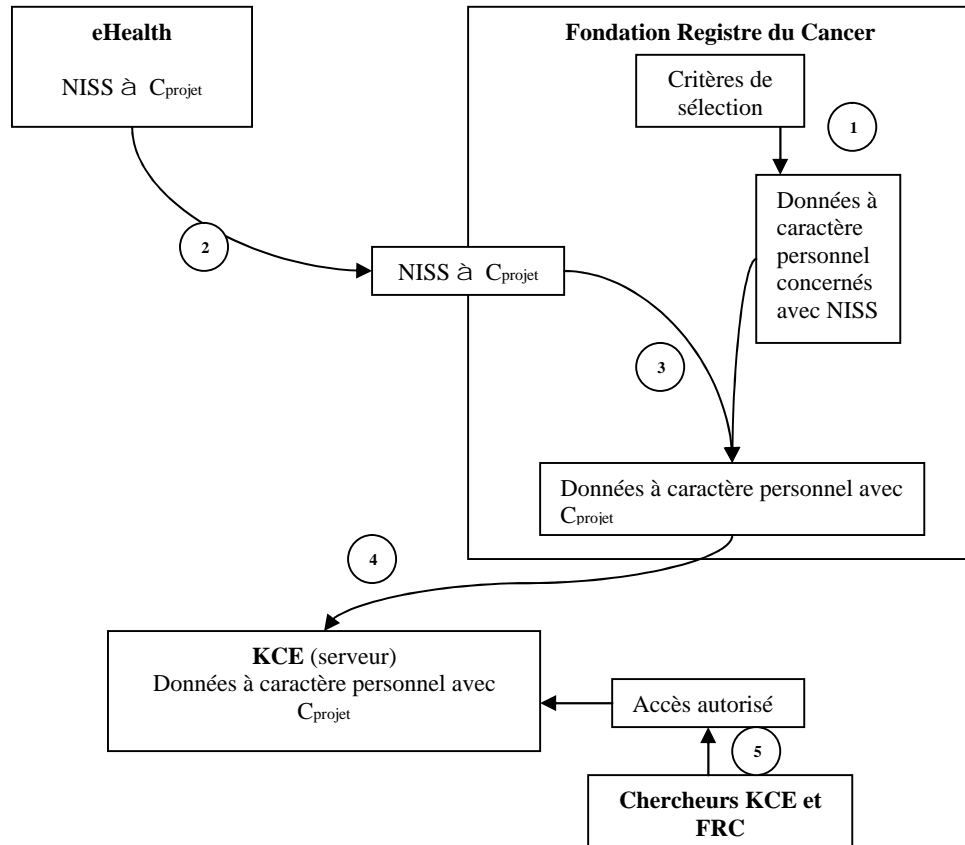 eHealth
NISS à Cprojet
Fondation Registre du Cancer
Critères de
sélection
1
Données à
caractère
personnel
concernés
avec NISS
2
NISS à Cprojet
3
Données à caractère personnel avec
Cprojet
4
KCE (serveur)
Données à caractère personnel avec
Cprojet
Accès autorisé
5
Chercheurs KCE et
FRC